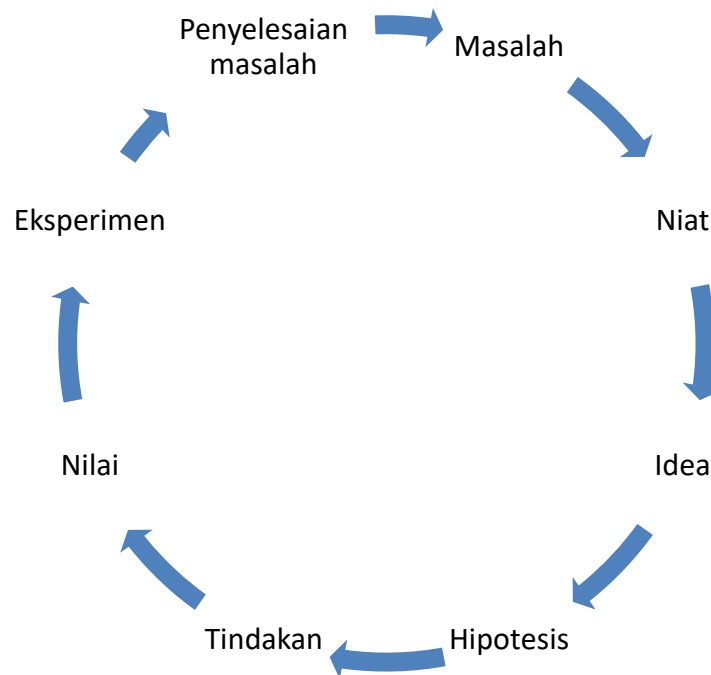 Penyelesaian
masalah
Masalah
Niat
Idea
Hipotesis
Tindakan
Nilai
Eksperimen